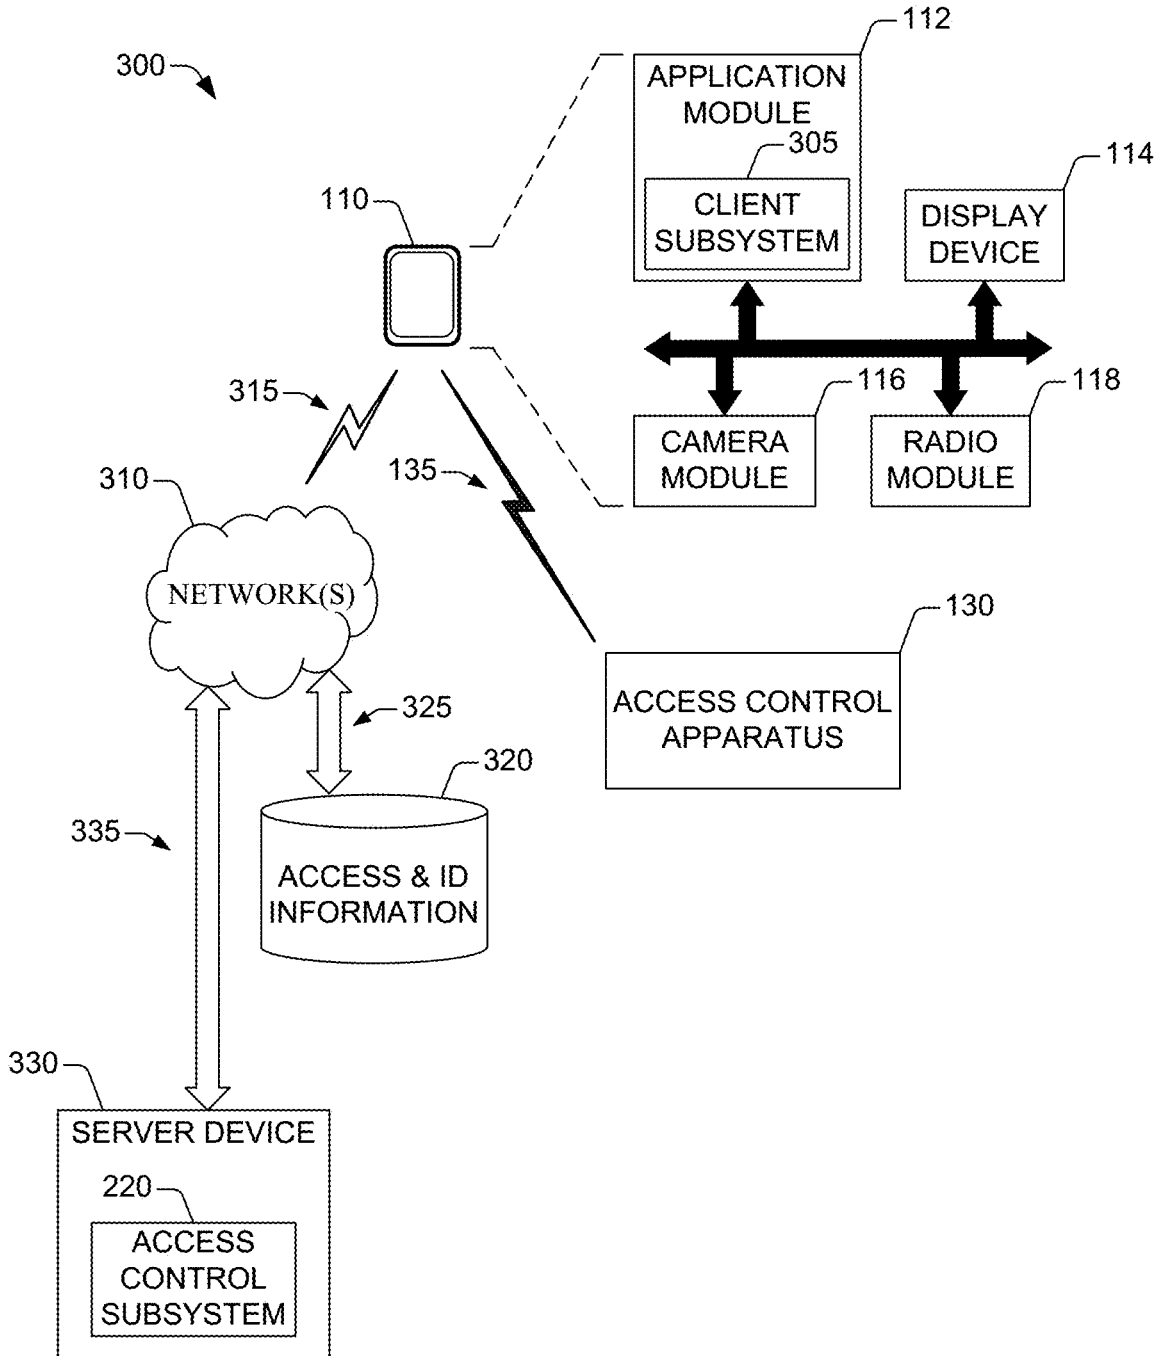 300
112
APPLICATION
MODULE
305
CLIENT
SUBSYSTEM
114
DISPLAY
DEVICE
110
315
116
118
CAMERA
MODULE
RADIO
MODULE
135
310
NETWORK(S)
130
ACCESS CONTROL
APPARATUS
325
320
335
ACCESS & ID
INFORMATION
330
SERVER DEVICE
220
ACCESS
CONTROL
SUBSYSTEM